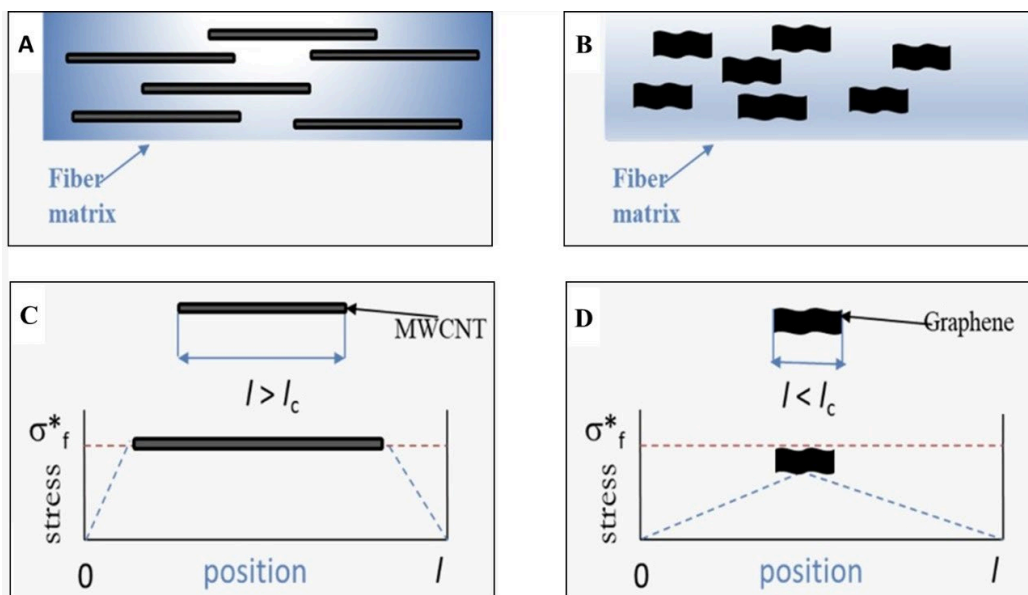 A
Fiber
matrix
B
Fiber
matrix
C
MWCNT
l > lc
σ*f
stress
0
position
l
D
Graphene
l < lc
σ*f
stress
0
position
l